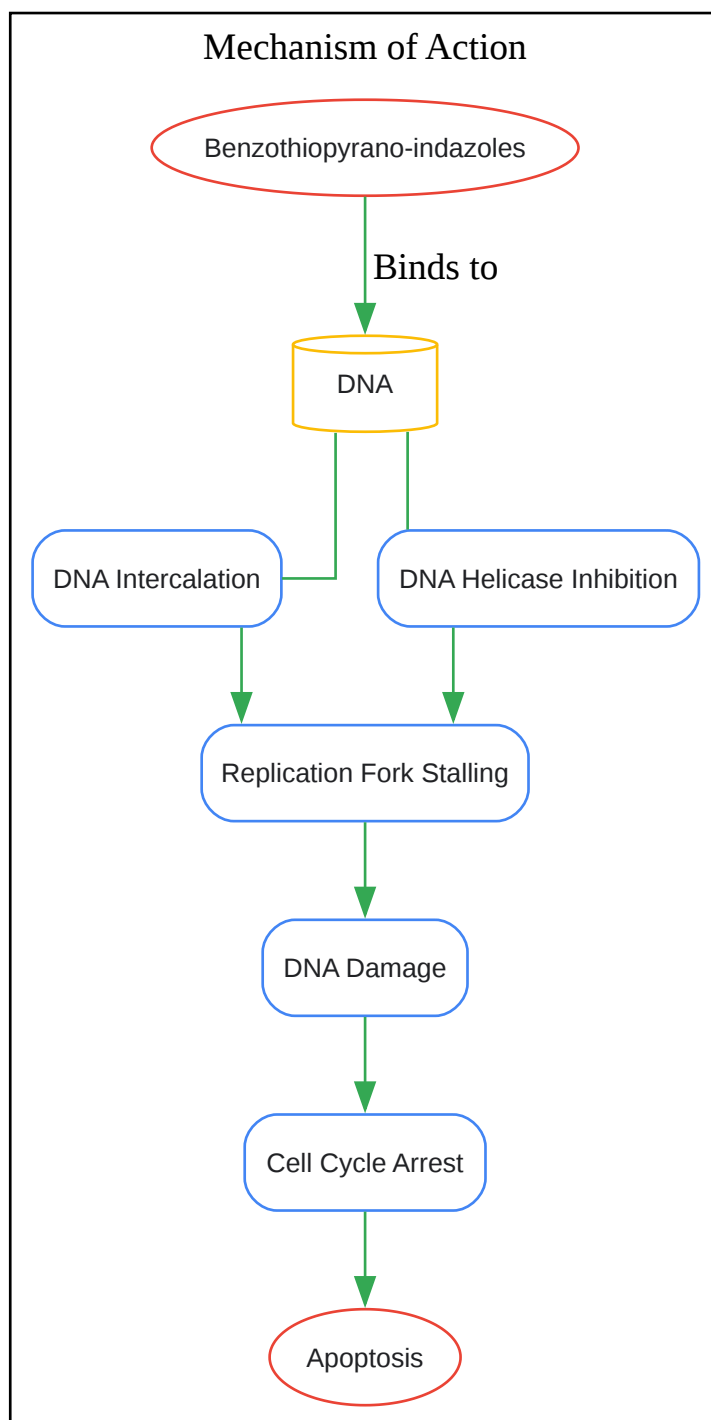 Mechanism of Action
Benzothiopyrano-indazoles
Binds to
DNA
DNA Intercalation
DNA Helicase Inhibition
Replication Fork Stalling
DNA Damage
Cell Cycle Arrest
Apoptosis